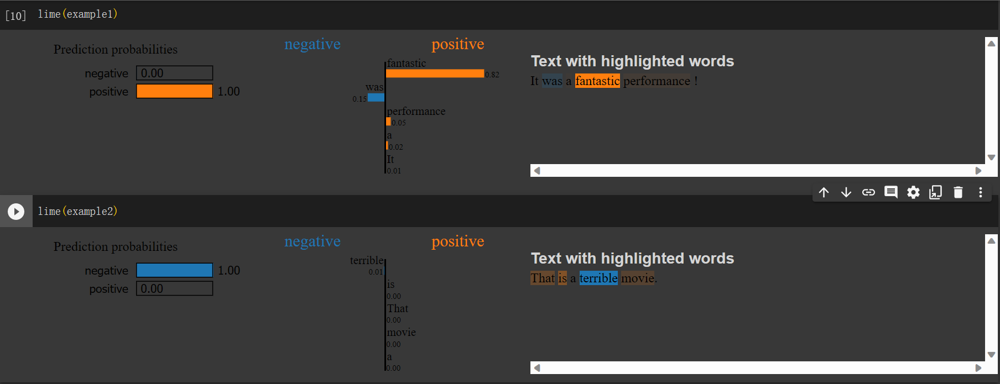 [10] lime(example1)
Prediction probabilities
negative 0.00
positive 1.00
negative positive
fantastic
0.82
was
0.15
performance
0.05
a
0.02
It
0.01
Text with highlighted words
It was a fantastic performance !
lime(example2)
Prediction probabilities
negative 1.00
positive 0.00
negative positive
terrible
0.01
is
0.00
That
0.00
movie
0.00
a
0.00
Text with highlighted words
That is a terrible movie.